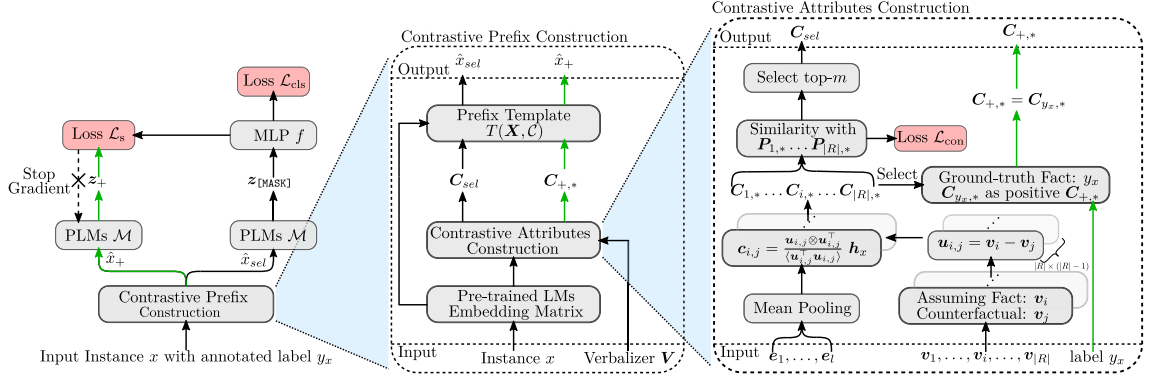 Loss 𝓛_cls
Loss 𝓛_s
MLP f
Stop
Gradient
z_+
z_[MASK]
PLMs 𝓜
PLMs 𝓜
x̂_+
x̂_sel
Contrastive Prefix
Construction
Input Instance x with annotated label y_x
Contrastive Prefix Construction
Output
x̂_sel
x̂_+
Prefix Template
T(X, 𝒞)
C_sel
C_{+,*}
Contrastive Attributes
Construction
Pre-trained LMs
Embedding Matrix
Input
Instance x
Verbalizer V
Contrastive Attributes Construction
Output
C_sel
C_{+,*}
Select top-m
C_{+,*} = C_{y_x,*}
Similarity with
P_{1,*} ... P_{|R|,*}
Loss 𝓛_con
C_{1,*} ... C_{i,*} ... C_{|R|,*}
Select
Ground-truth Fact: y_x
C_{y_x,*} as positive C_{+,*}
c_{i,j} = (u_{i,j} ⊗ u_{i,j}^⊤) / ⟨u_{i,j}^⊤ u_{i,j}⟩ h_x
u_{i,j} = v_i − v_j
|R| × (|R| − 1)
Mean Pooling
Assuming Fact: v_i
Counterfactual: v_j
Input
e_1, . . . , e_l
v_1, . . . , v_i, . . . , v_{|R|}
label y_x